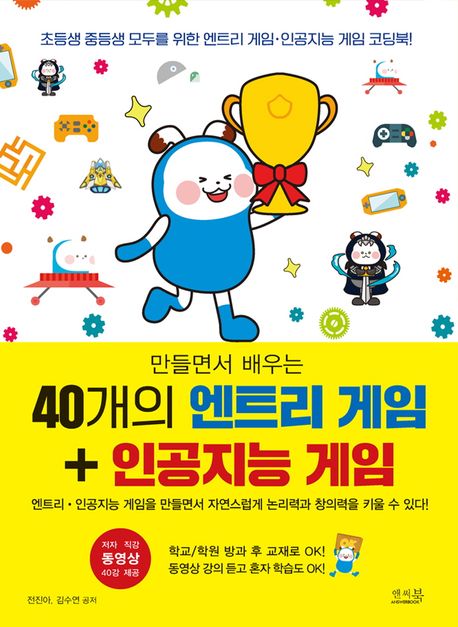 초등생 중등생 모두를 위한 엔트리 게임·인공지능 게임 코딩북!
만들면서 배우는
40개의 엔트리 게임
+ 인공지능 게임
엔트리·인공지능 게임을 만들면서 자연스럽게 논리력과 창의력을 키울 수 있다!
저자 직강
동영상
40강 제공
학교/학원 방과 후 교재로 OK!
동영상 강의 듣고 혼자 학습도 OK!
OK
전진아, 김수연 공저
앤써북
ANSWERBOOK